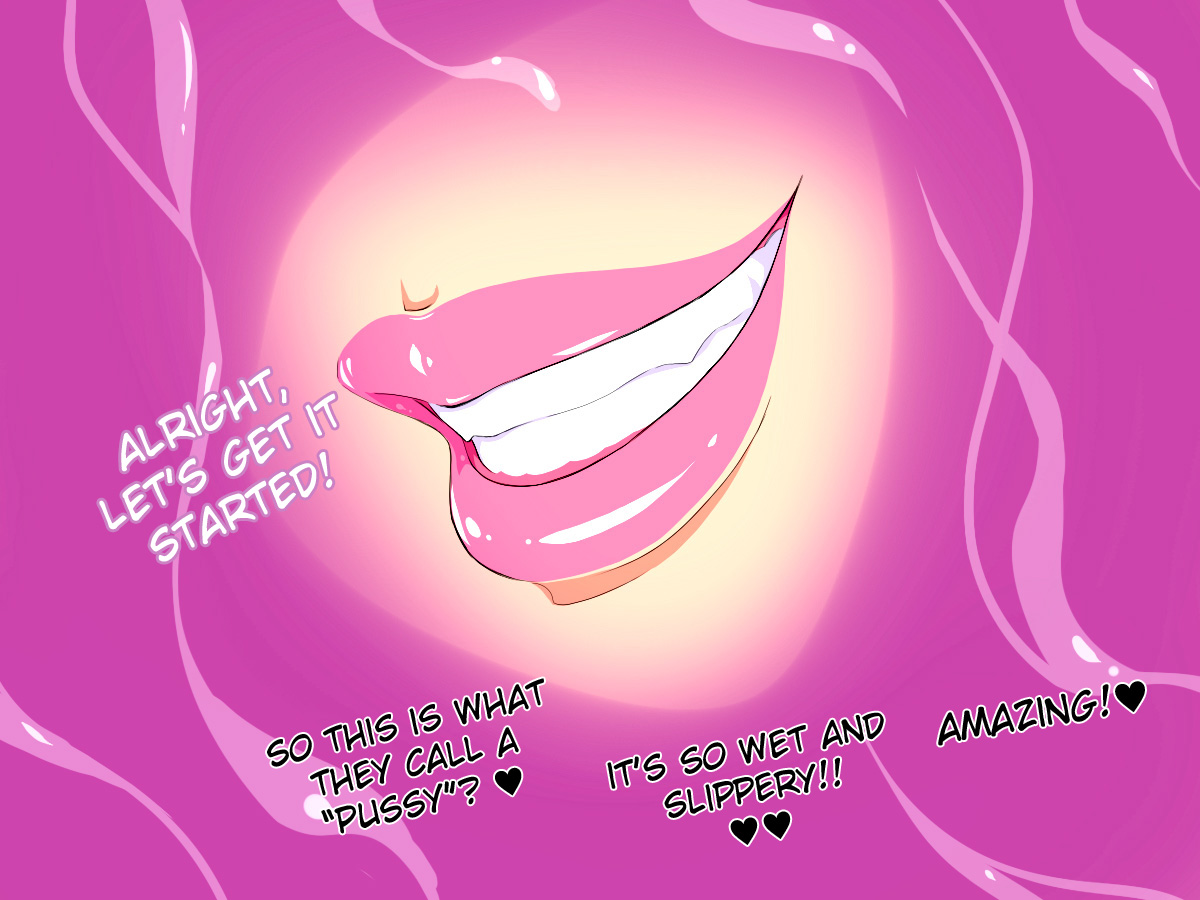 ALRIGHT,
LET'S GET IT
STARTED!
SO THIS IS WHAT
THEY CALL A
"PUSSY"? ♥
IT'S SO WET AND
SLIPPERY!!
♥♥
AMAZING!♥